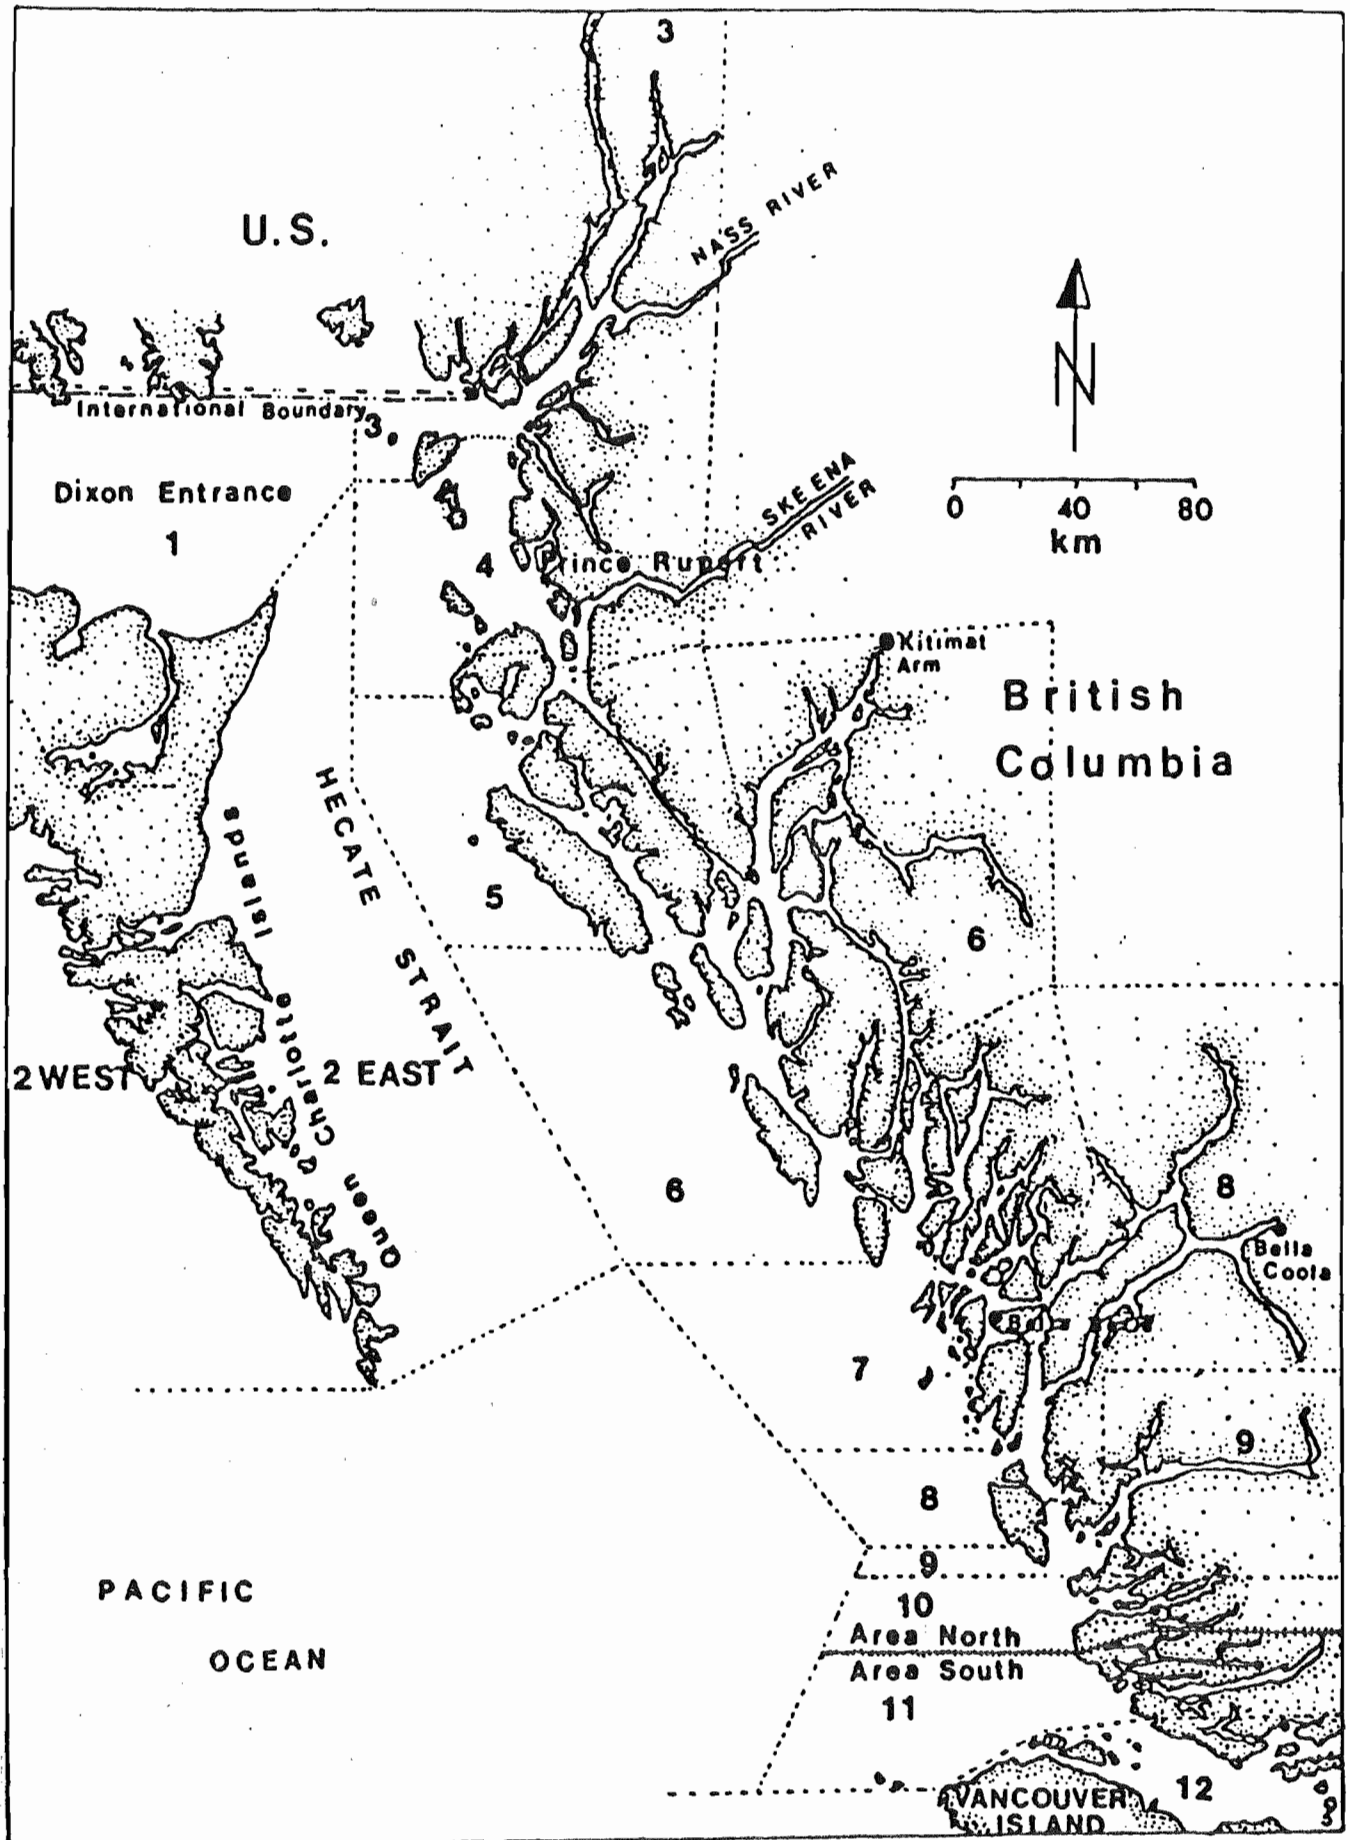 3
NASS RIVER
U.S.
N
International Boundary
3
Dixon Entrance
1
SKEENA
RIVER
0 40 80
km
4
Prince Rupert
Kitimat
Arm
British
Columbia
HECATE STRAIT
Queen Charlotte Islands
5
6
2 WEST
2 EAST
6
8
Bella
Coola
7
9
8
9
10
PACIFIC
OCEAN
Area North
Area South
11
12
VANCOUVER
ISLAND